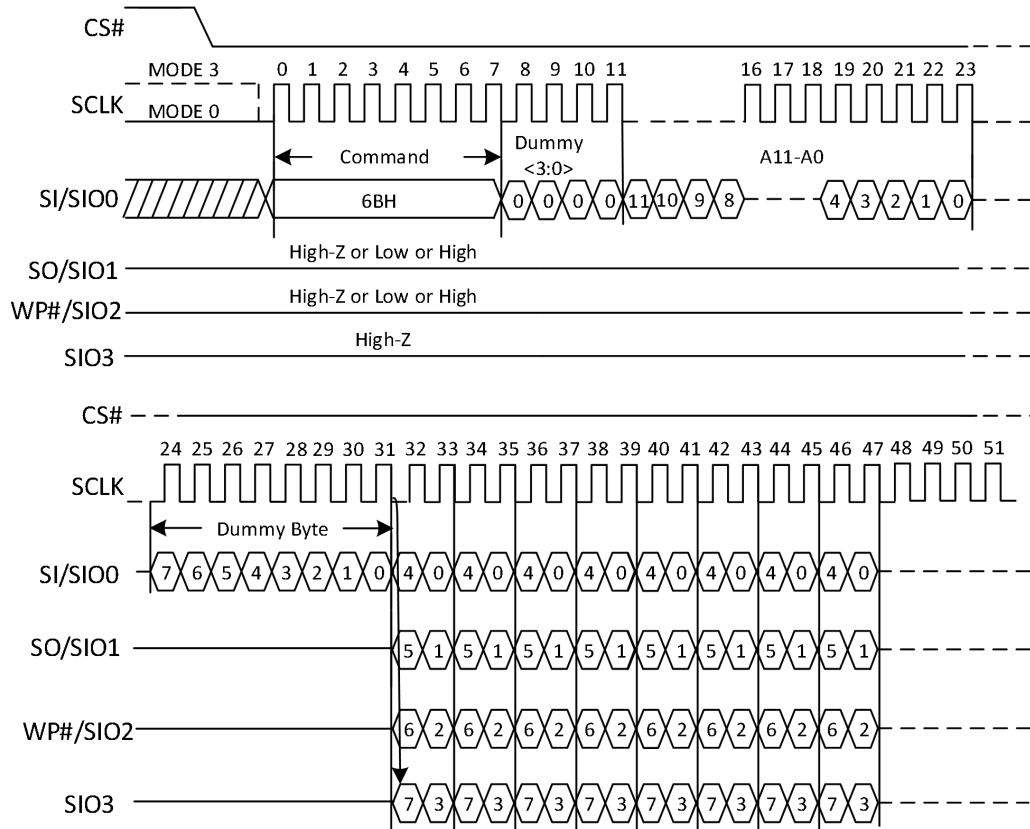 CS#
MODE 3 0 1 2 3 4 5 6 7 8 9 10 11 16 17 18 19 20 21 22 23
SCLK
MODE 0
Command Dummy <3:0> A11-A0
SI/SIO0 6BH 0 0 0 0 11 10 9 8 4 3 2 1 0
High-Z or Low or High
SO/SIO1
High-Z or Low or High
WP#/SIO2
High-Z
SIO3
CS#
24 25 26 27 28 29 30 31 32 33 34 35 36 37 38 39 40 41 42 43 44 45 46 47 48 49 50 51
SCLK
Dummy Byte
SI/SIO0 7 6 5 4 3 2 1 0 4 0 4 0 4 0 4 0 4 0 4 0 4 0 4 0
SO/SIO1 5 1 5 1 5 1 5 1 5 1 5 1 5 1 5 1
WP#/SIO2 6 2 6 2 6 2 6 2 6 2 6 2 6 2 6 2
SIO3 7 3 7 3 7 3 7 3 7 3 7 3 7 3 7 3